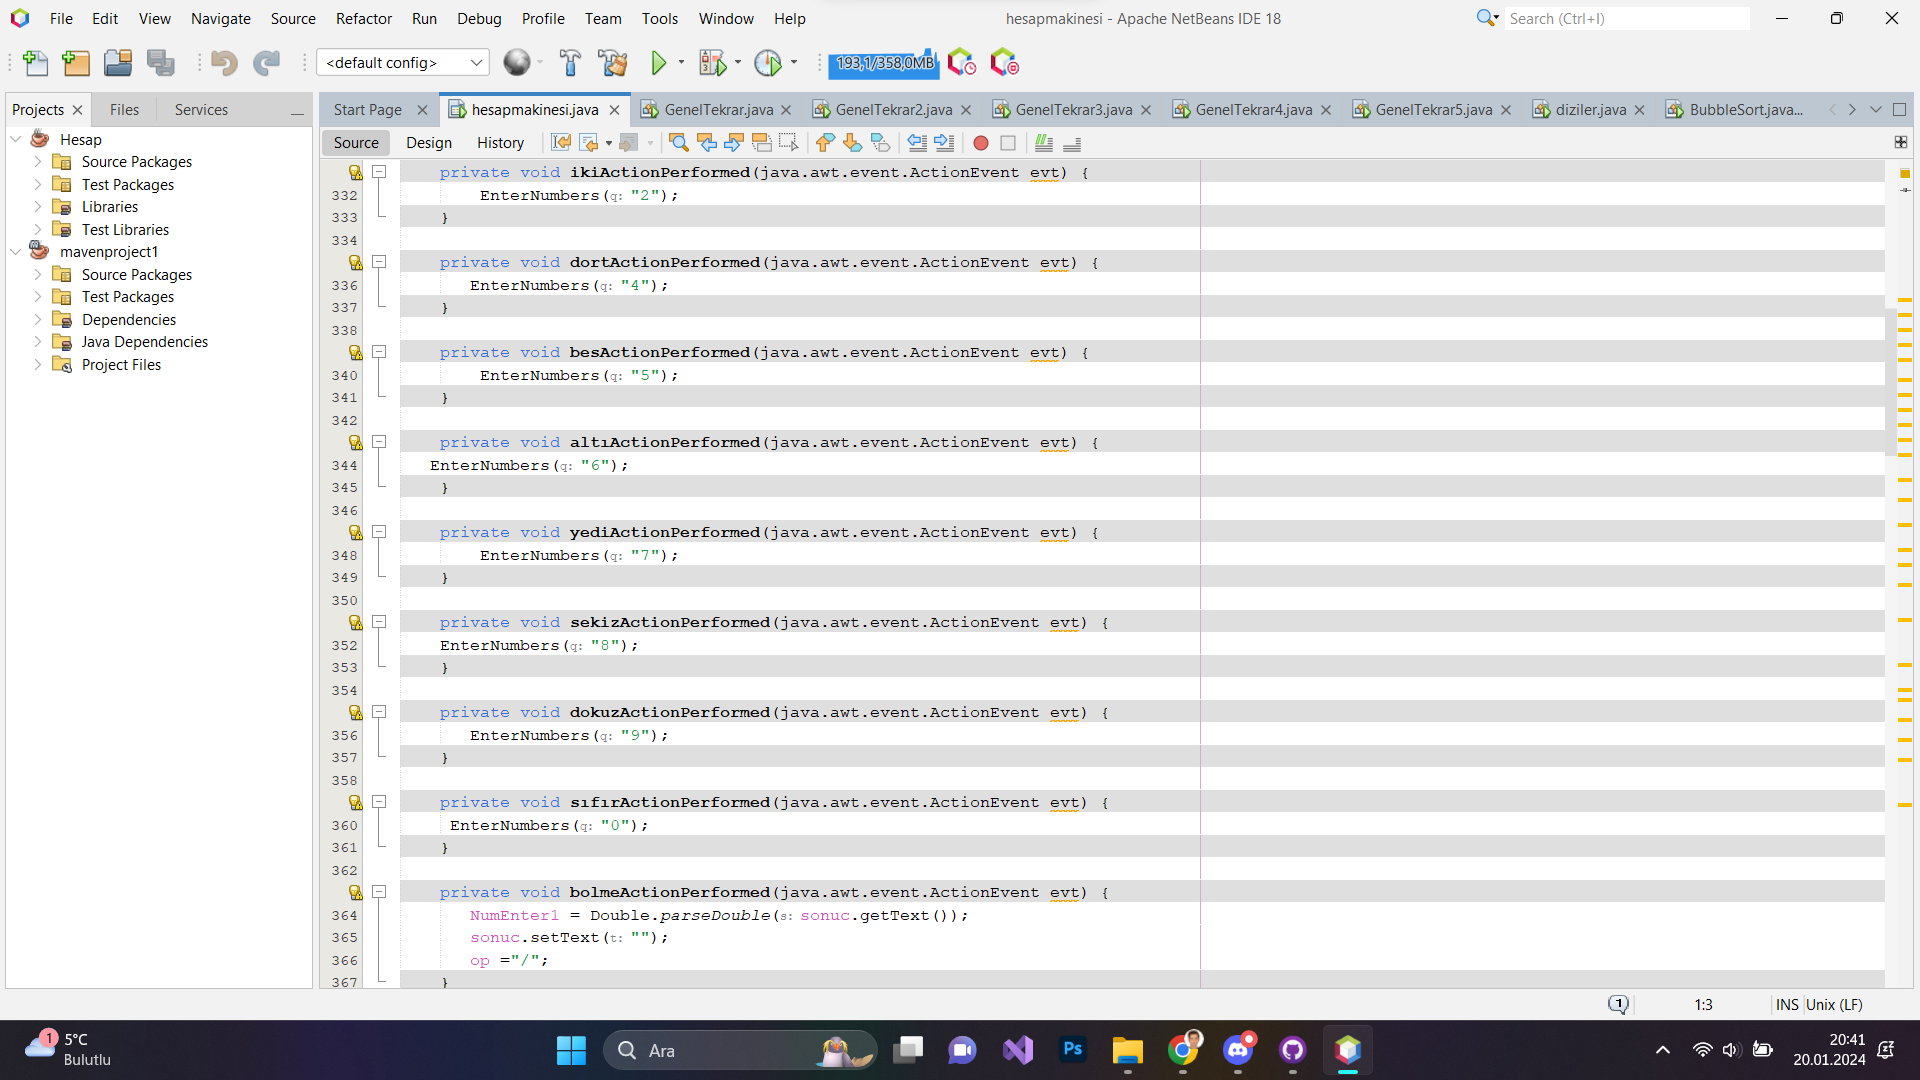 File Edit View Navigate Source Refactor Run Debug Profile Team Tools Window Help
hesapmakinesi - Apache NetBeans IDE 18
Search (Ctrl+I)
<default config>
193,1/358,0MB
Projects Files Services
Start Page hesapmakinesi.java GenelTekrar.java GenelTekrar2.java GenelTekrar3.java GenelTekrar4.java GenelTekrar5.java diziler.java BubbleSort.java...
Source Design History
Hesap
Source Packages
Test Packages
Libraries
Test Libraries
mavenproject1
Source Packages
Test Packages
Dependencies
Java Dependencies
Project Files
private void ikiActionPerformed(java.awt.event.ActionEvent evt) {
332 EnterNumbers(q: "2");
333 }
334
private void dortActionPerformed(java.awt.event.ActionEvent evt) {
336 EnterNumbers(q: "4");
337 }
338
private void besActionPerformed(java.awt.event.ActionEvent evt) {
340 EnterNumbers(q: "5");
341 }
342
private void altıActionPerformed(java.awt.event.ActionEvent evt) {
344 EnterNumbers(q: "6");
345 }
346
private void yediActionPerformed(java.awt.event.ActionEvent evt) {
348 EnterNumbers(q: "7");
349 }
350
private void sekizActionPerformed(java.awt.event.ActionEvent evt) {
352 EnterNumbers(q: "8");
353 }
354
private void dokuzActionPerformed(java.awt.event.ActionEvent evt) {
356 EnterNumbers(q: "9");
357 }
358
private void sıfırActionPerformed(java.awt.event.ActionEvent evt) {
360 EnterNumbers(q: "0");
361 }
362
private void bolmeActionPerformed(java.awt.event.ActionEvent evt) {
364 NumEnter1 = Double.parseDouble(s: sonuc.getText());
365 sonuc.setText(t: "");
366 op ="/";
367 }
1 1:3 INS Unix (LF)
1 5°C
Bulutlu
Ara
Ps
20:41
20.01.2024